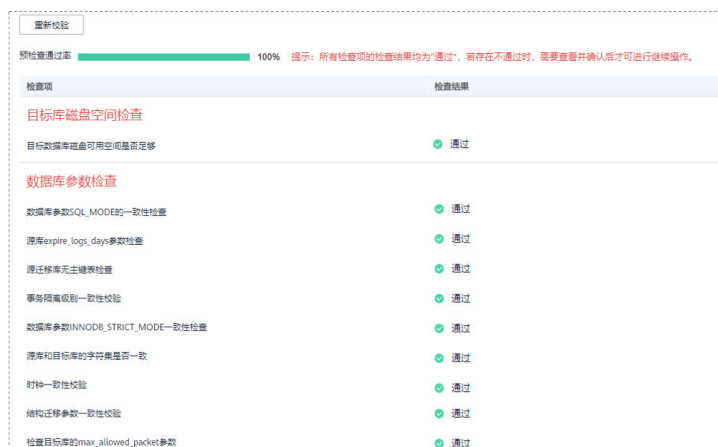 重新校验
预检查通过率 100% 提示：所有检查项的检查结果均为"通过"，若存在不通过时，需要查看并确认后才可进行继续操作。
检查项 检查结果
目标库磁盘空间检查
目标数据库磁盘可用空间是否足够 通过
数据库参数检查
数据库参数SQL_MODE的一致性检查 通过
源库expire_logs_days参数检查 通过
源迁移库无主键表检查 通过
事务隔离级别一致性校验 通过
数据库参数INNODB_STRICT_MODE一致性检查 通过
源库和目标库的字符集是否一致 通过
时钟一致性校验 通过
结构迁移参数一致性校验 通过
检查目标库的max_allowed_packet参数 通过